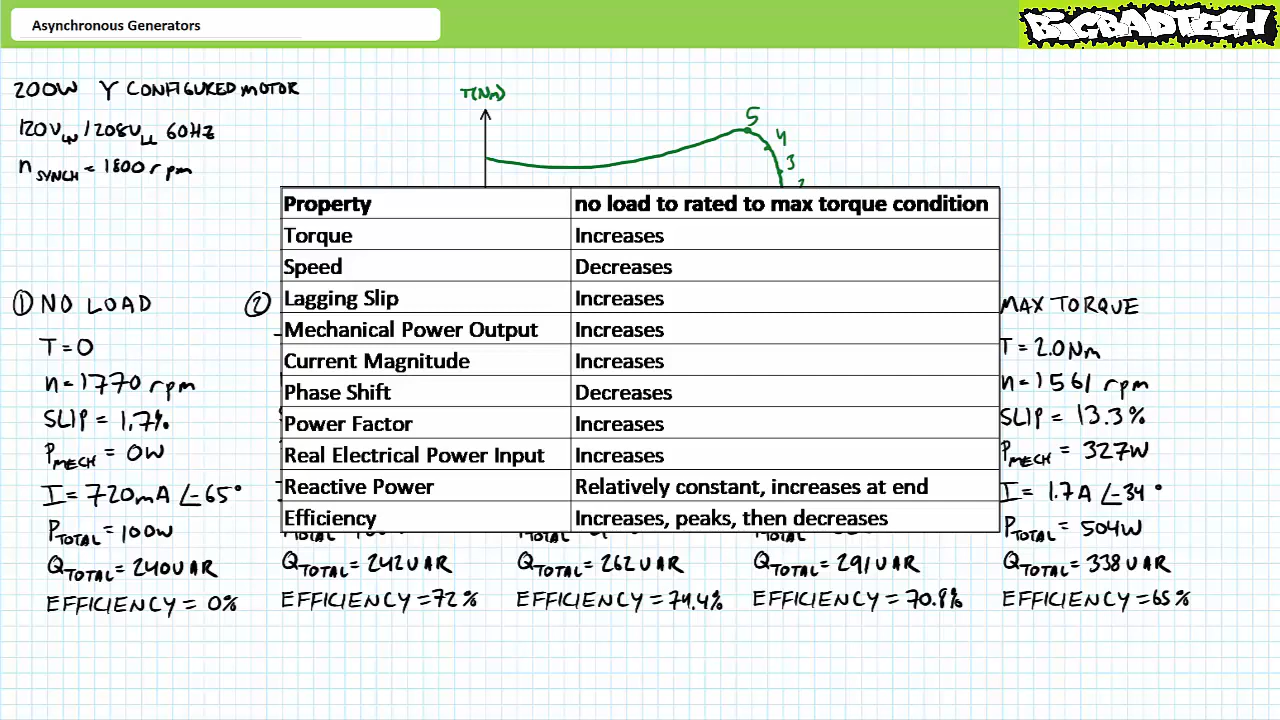 Asynchronous Generators
BIGBADTECH
200W Y CONFIGURED MOTOR
120VLN / 208VLL 60HZ
nSYNCH = 1800 rpm
T(Nm)
5
4
3
2
Property no load to rated to max torque condition
Torque Increases
Speed Decreases
Lagging Slip Increases
Mechanical Power Output Increases
Current Magnitude Increases
Phase Shift Decreases
Power Factor Increases
Real Electrical Power Input Increases
Reactive Power Relatively constant, increases at end
Efficiency Increases, peaks, then decreases
① NO LOAD
T = 0
n = 1770 rpm
SLIP = 1.7%
PMECH = 0W
I = 720mA ∠-65°
PTOTAL = 100W
QTOTAL = 240VAR
EFFICIENCY = 0%
②
QTOTAL = 242VAR
EFFICIENCY = 72%
QTOTAL = 262VAR
EFFICIENCY = 74.4%
QTOTAL = 291VAR
EFFICIENCY = 70.8%
MAX TORQUE
T = 2.0Nm
n = 1561 rpm
SLIP = 13.3%
PMECH = 327W
I = 1.7A ∠-34°
PTOTAL = 504W
QTOTAL = 338VAR
EFFICIENCY = 65%